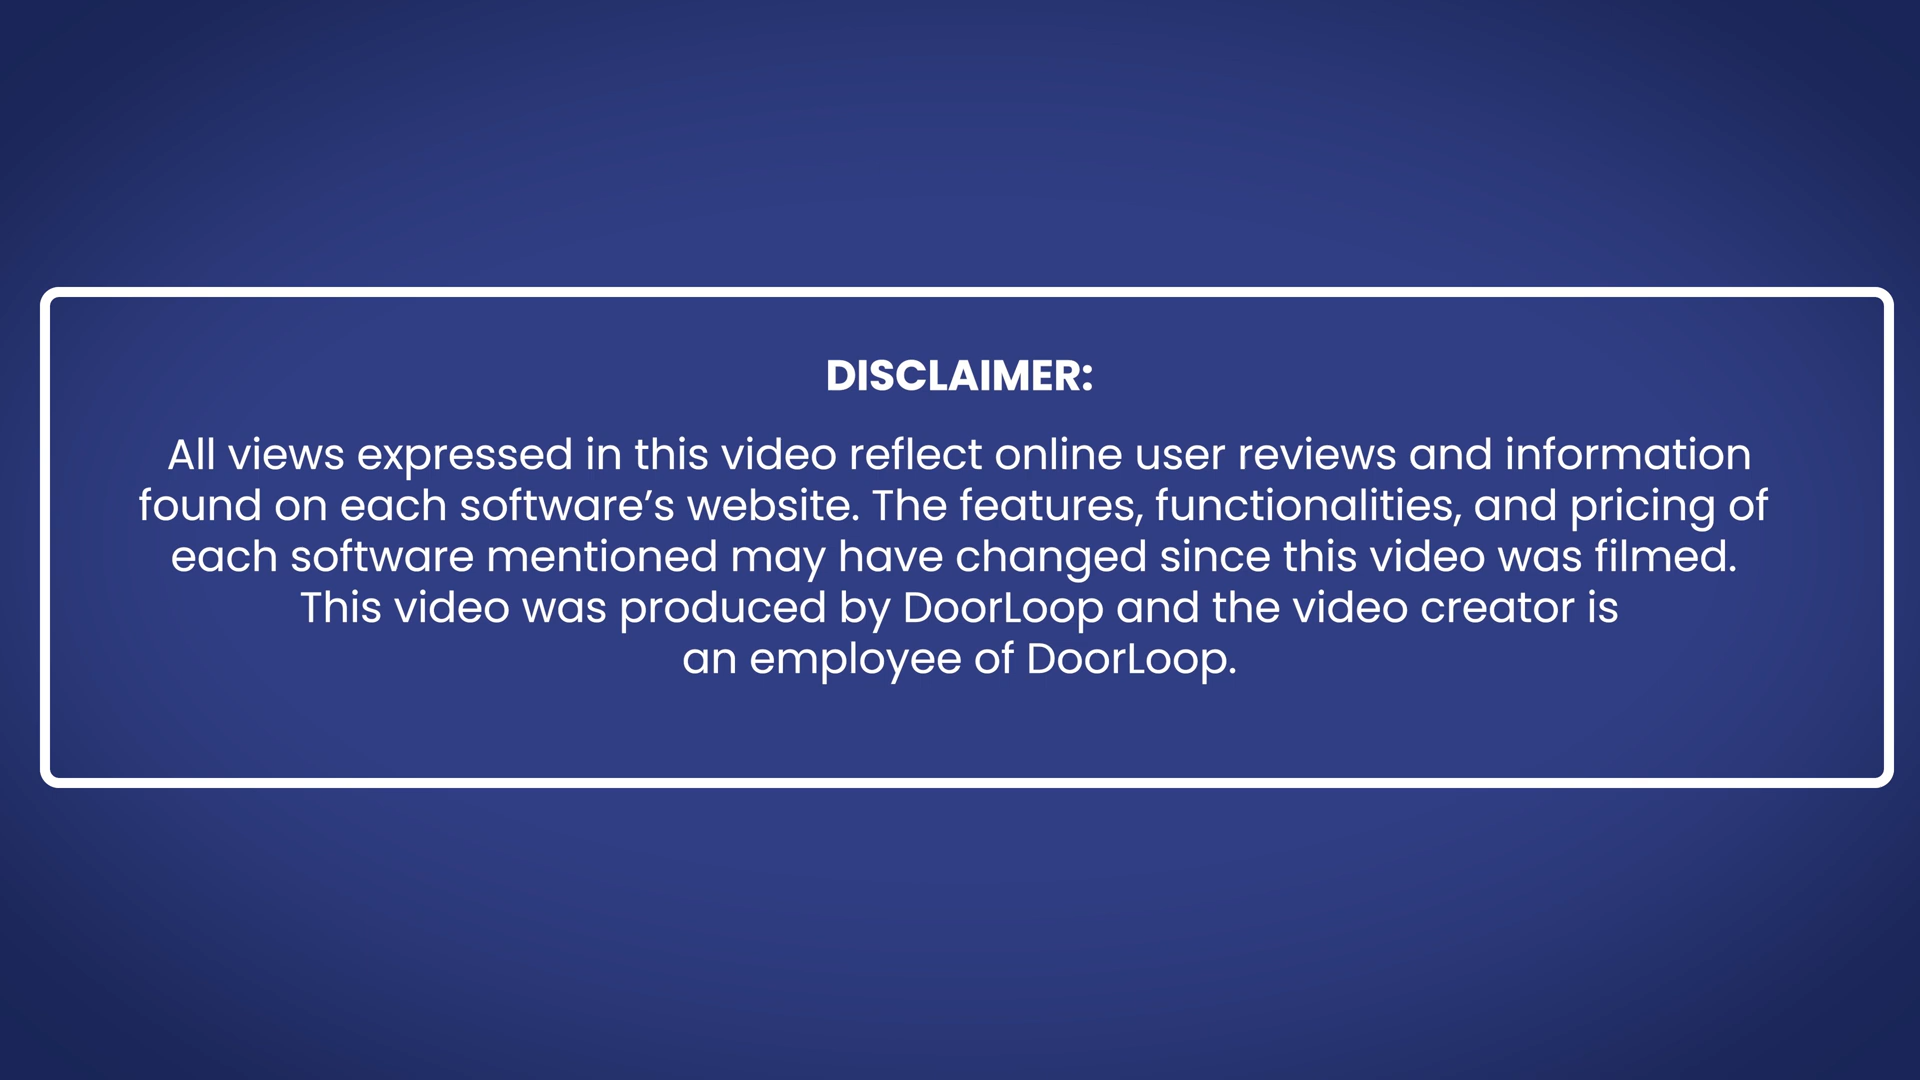 DISCLAIMER:
All views expressed in this video reflect online user reviews and information
found on each software’s website. The features, functionalities, and pricing of
each software mentioned may have changed since this video was filmed.
This video was produced by DoorLoop and the video creator is
an employee of DoorLoop.